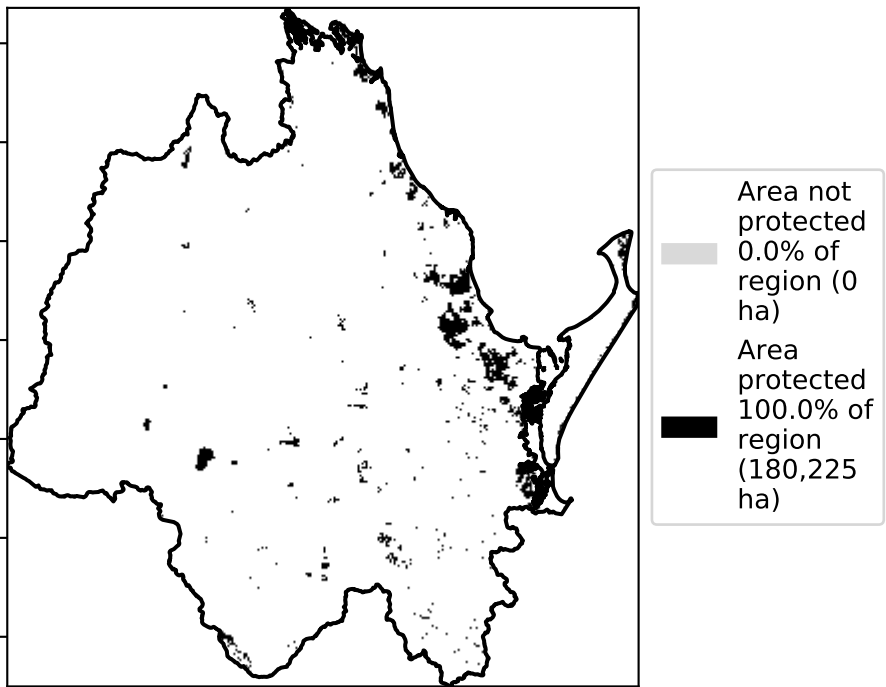 Area not
protected
0.0% of
region (0
ha)
Area
protected
100.0% of
region
(180,225
ha)